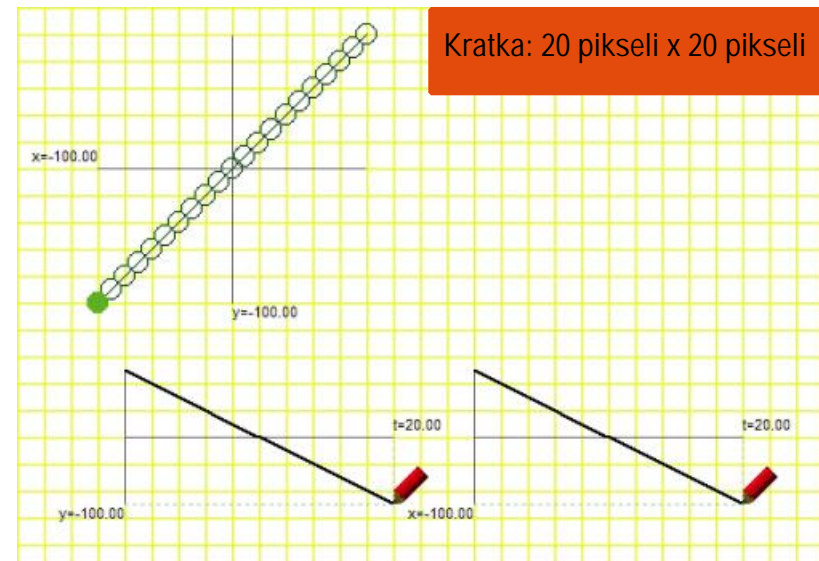 Kratka: 20 pikseli x 20 pikseli
x=-100.00
y=-100.00
t=20.00
t=20.00
y=-100.00
x=-100.00